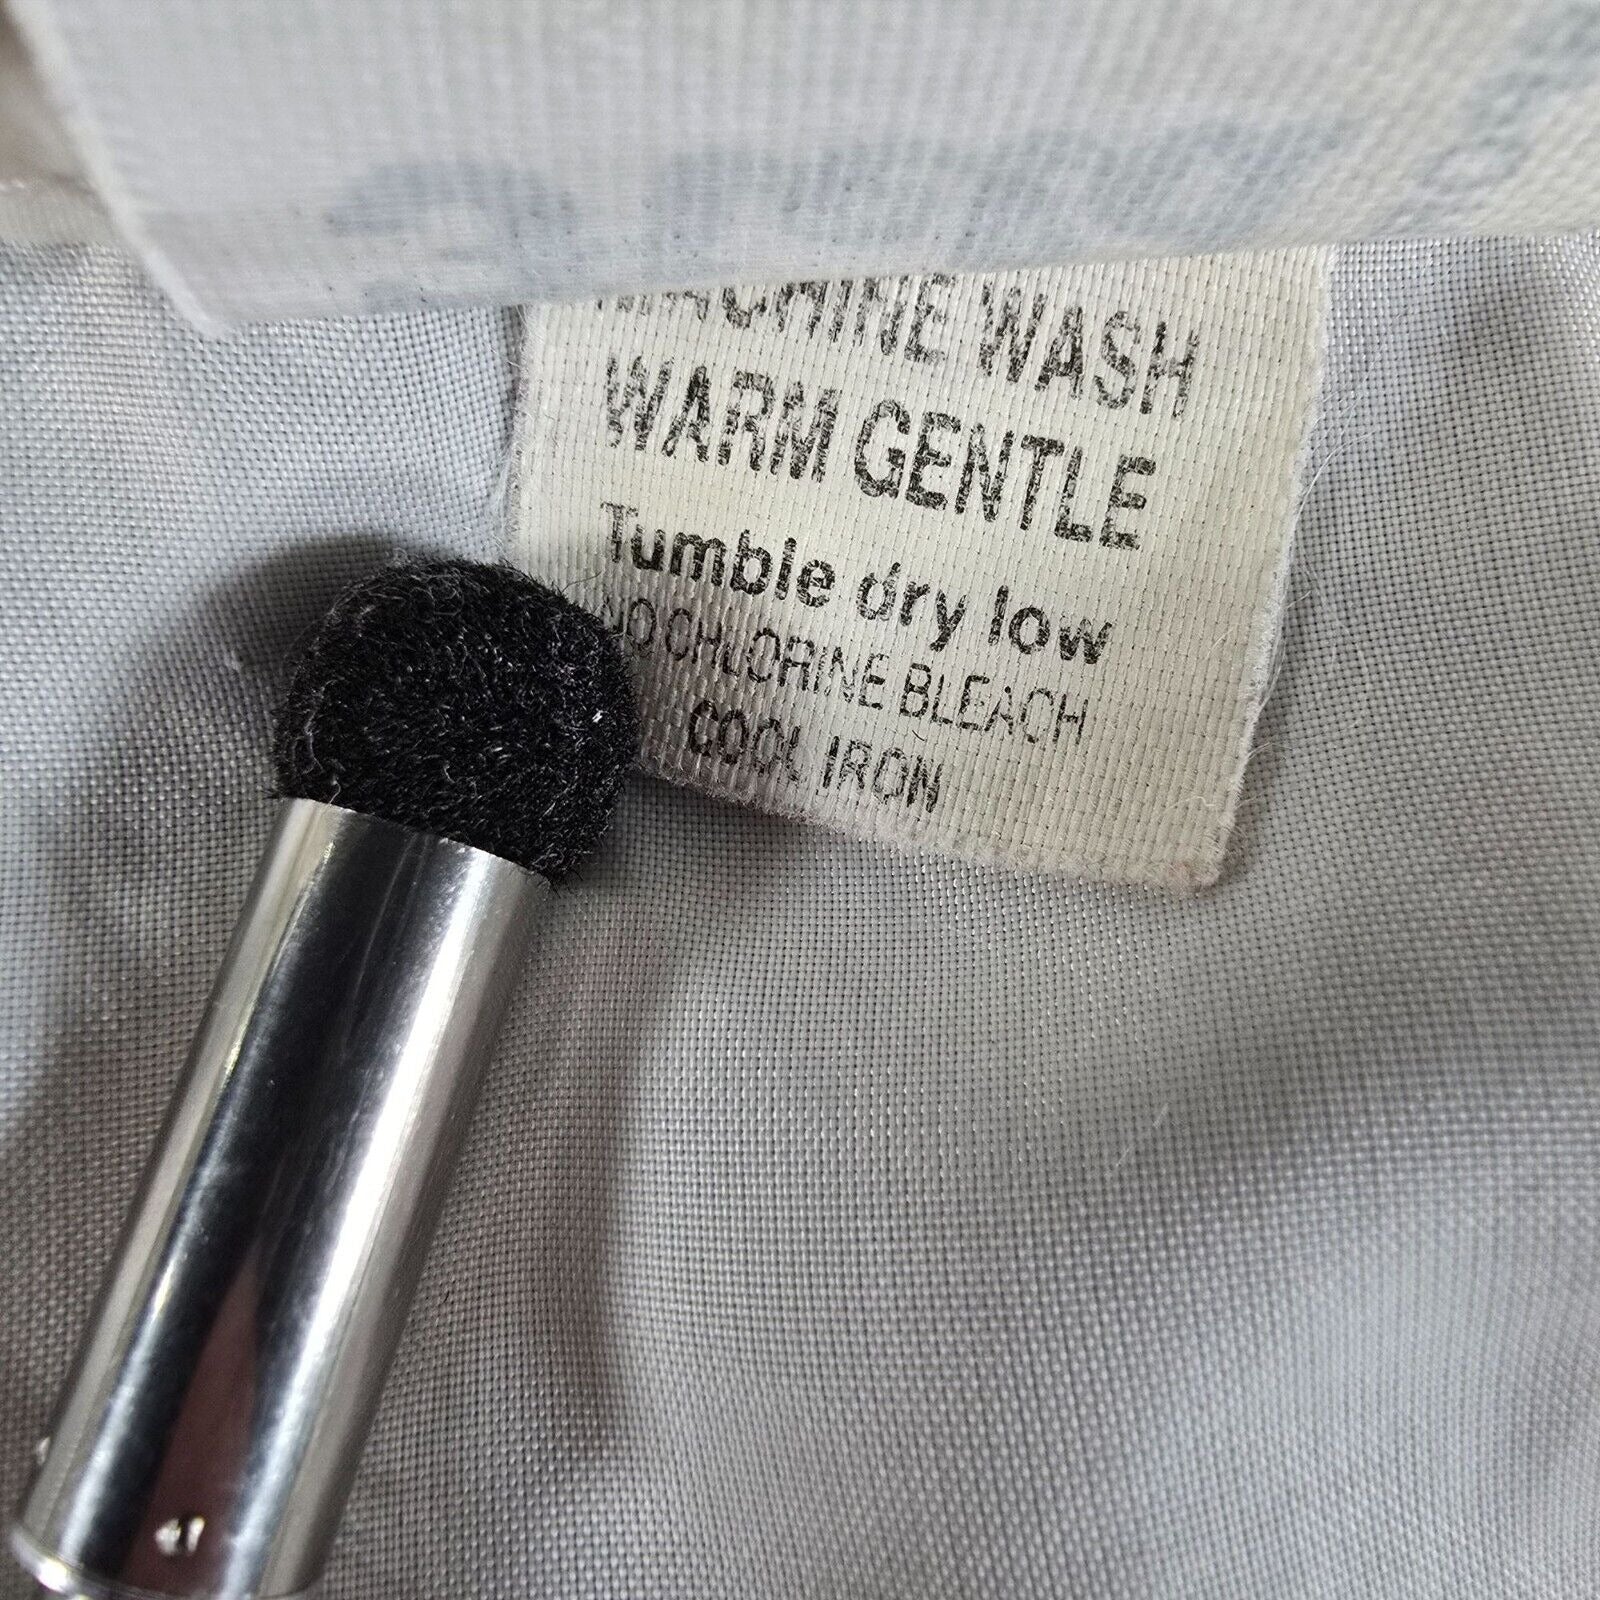 MACHINE WASH
WARM GENTLE
Tumble dry low
NO CHLORINE BLEACH
COOL IRON